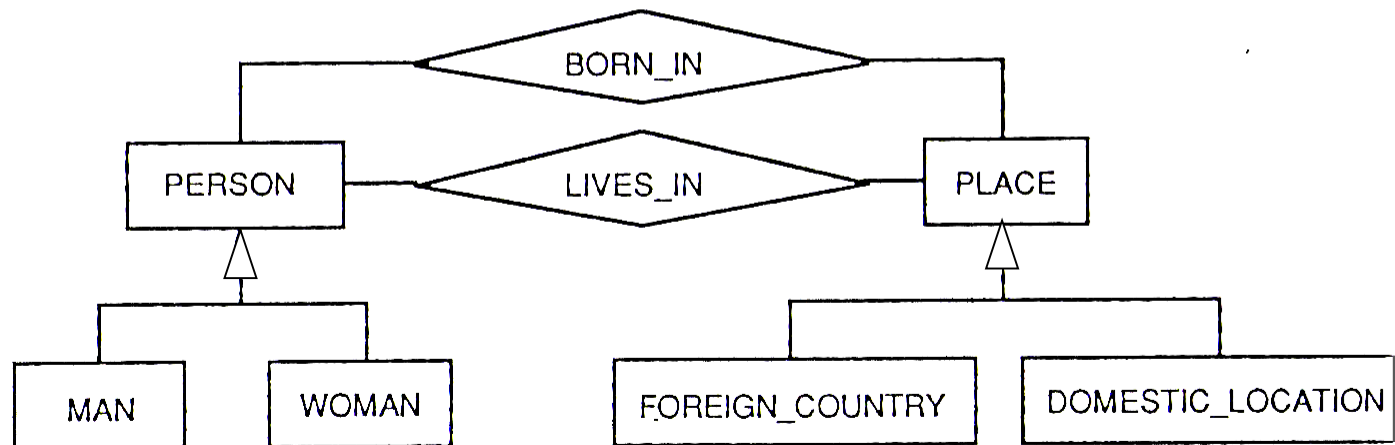 BORN_IN
PERSON
LIVES_IN
PLACE
MAN
WOMAN
FOREIGN_COUNTRY
DOMESTIC_LOCATION